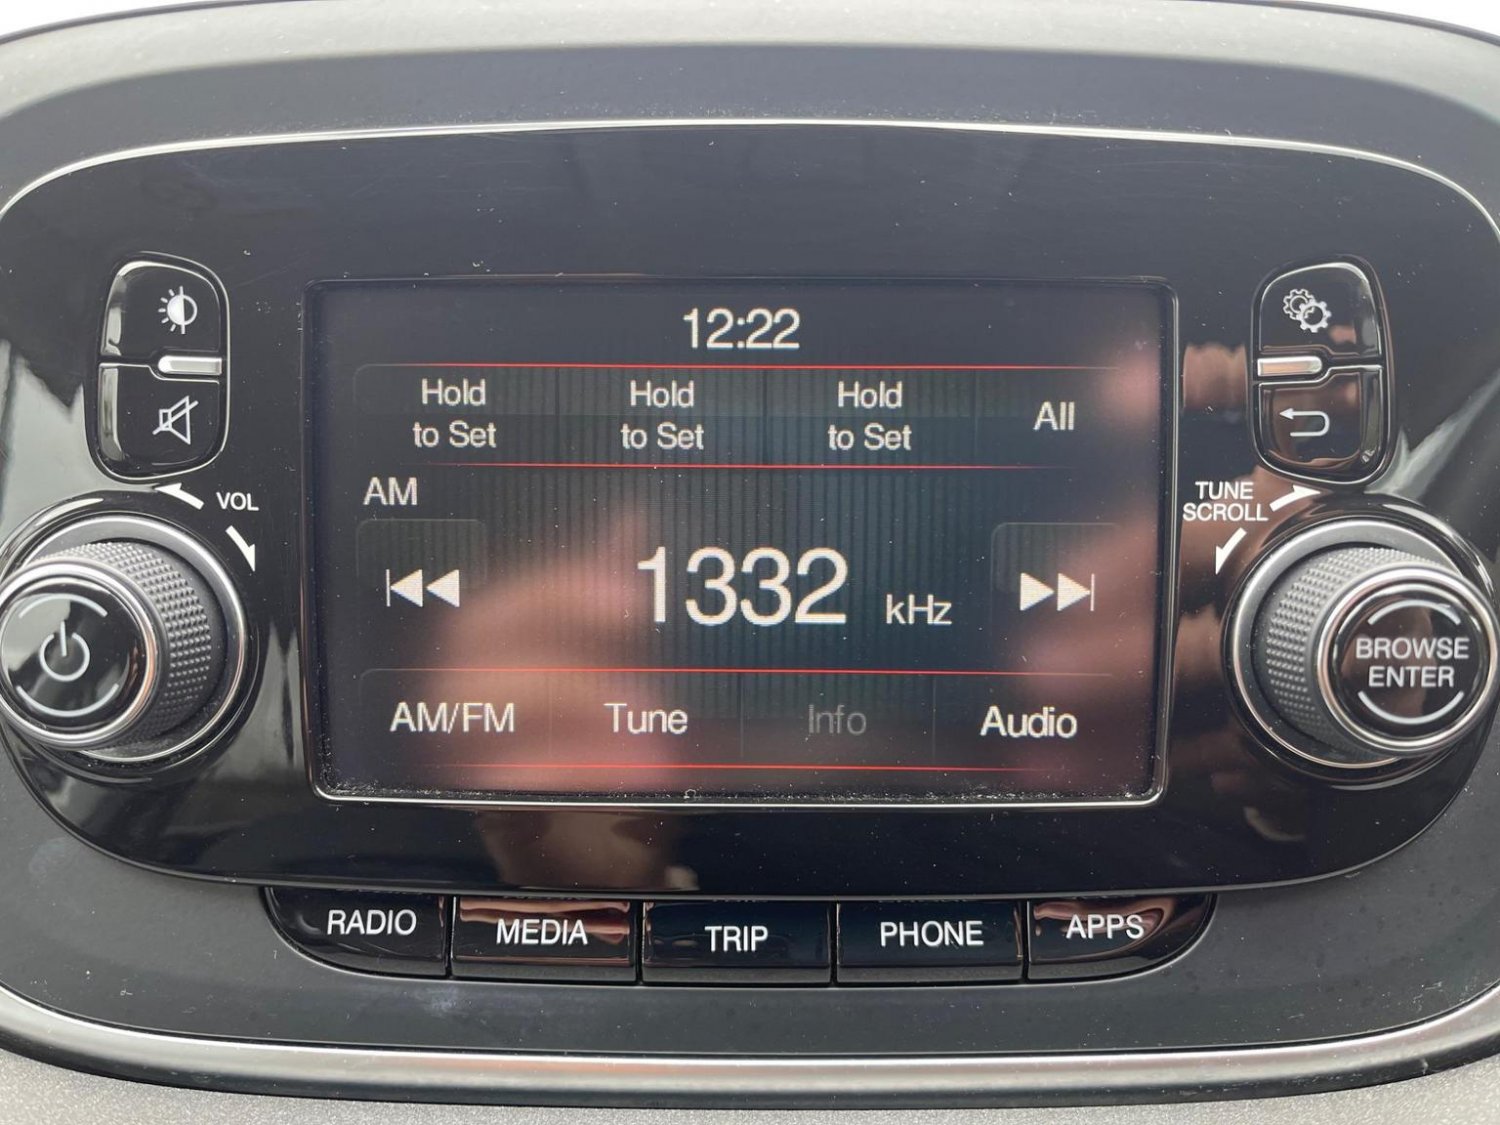 12:22
Hold to Set
Hold to Set
Hold to Set
All
AM
VOL
TUNE
SCROLL
1332 kHz
BROWSE
ENTER
AM/FM Tune Info Audio
RADIO MEDIA TRIP PHONE APPS